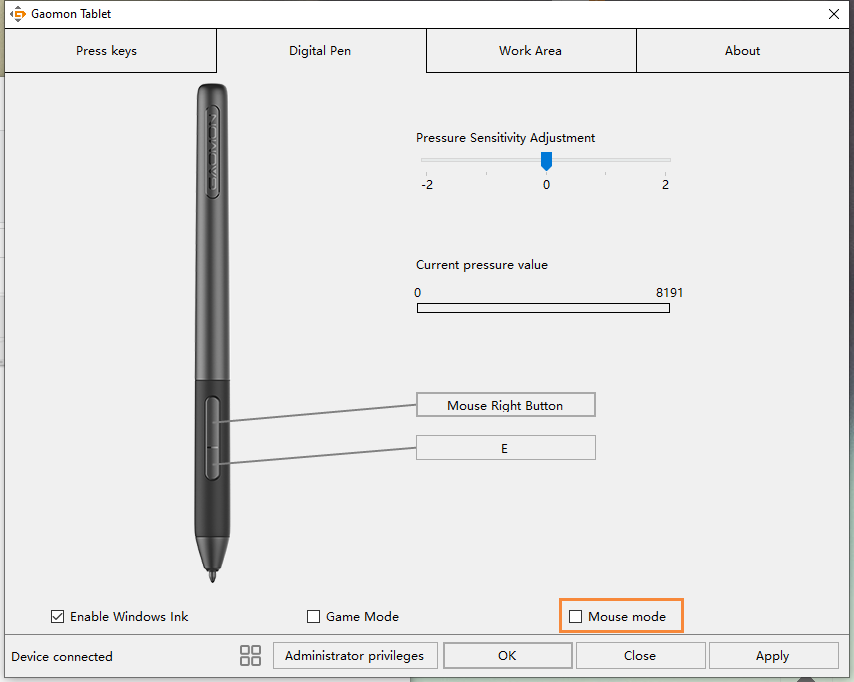 Gaomon Tablet
Press keys
Digital Pen
Work Area
About
GAOMON
Pressure Sensitivity Adjustment
-2 0 2
Current pressure value
0 8191
Mouse Right Button
E
Enable Windows Ink
Game Mode
Mouse mode
Device connected
Administrator privileges
OK
Close
Apply